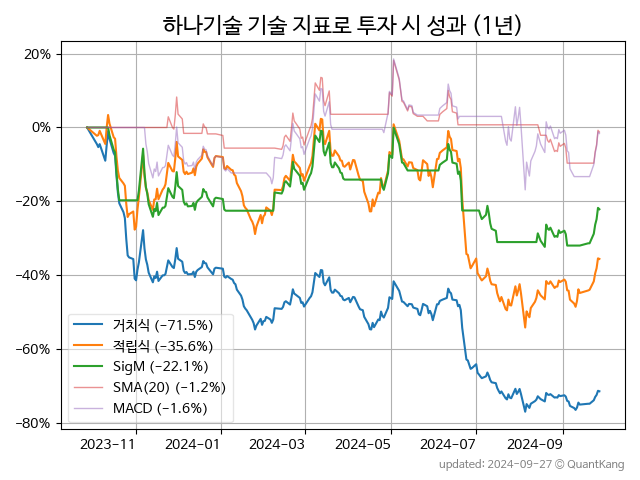 하나기술 기술 지표로 투자 시 성과 (1년)
20%
0%
−20%
−40%
−60%
−80%
거치식 (−71.5%)
적립식 (−35.6%)
SigM (−22.1%)
SMA(20) (−1.2%)
MACD (−1.6%)
2023-11 2024-01 2024-03 2024-05 2024-07 2024-09
updated: 2024-09-27 © QuantKang